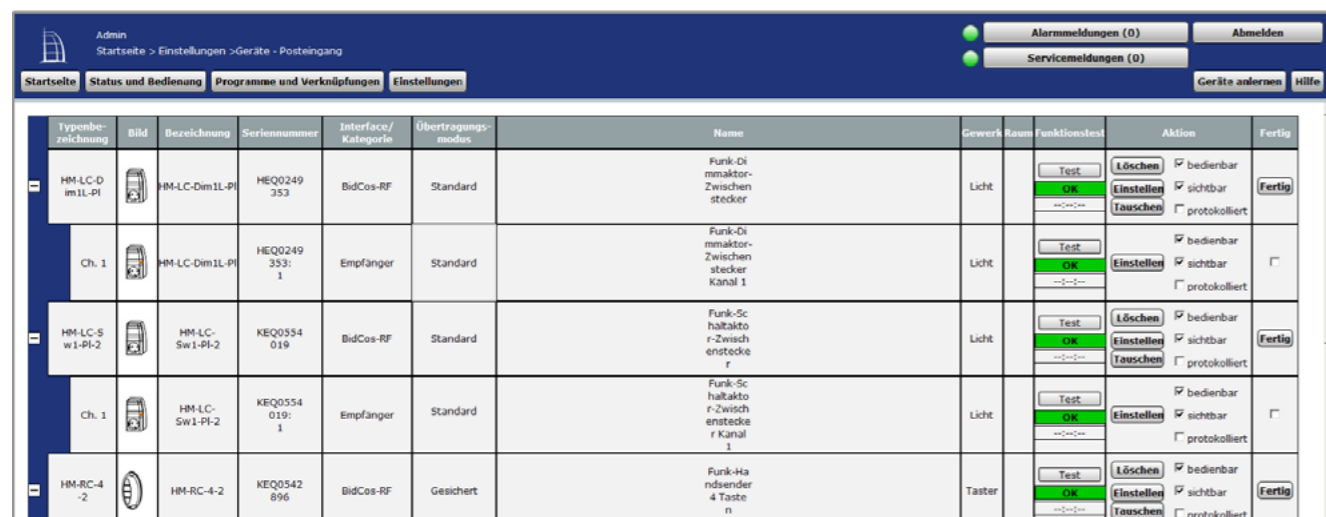 Admin
Startseite > Einstellungen >Geräte - Posteingang
Alarmmeldungen (0)
Abmelden
Servicemeldungen (0)
Startseite
Status und Bedienung
Programme und Verknüpfungen
Einstellungen
Geräte anlernen
Hilfe
Typenbe-
zeichnung
Bild
Bezeichnung
Seriennummer
Interface/
Kategorie
Übertragungs-
modus
Name
Gewerk
Raum
Funktionstest
Aktion
Fertig
HM-LC-D
im1L-Pl
HM-LC-Dim1L-Pl
HEQ0249
353
BidCos-RF
Standard
Funk-Di
mmaktor-
Zwischen
stecker
Licht
Test
OK
--:--:--
Löschen
Einstellen
Tauschen
bedienbar
sichtbar
protokolliert
Fertig
Ch. 1
HM-LC-Dim1L-Pl
HEQ0249
353:
1
Empfänger
Standard
Funk-Di
mmaktor-
Zwischen
stecker
Kanal 1
Licht
Test
OK
--:--:--
Einstellen
bedienbar
sichtbar
protokolliert
HM-LC-S
w1-Pl-2
HM-LC-
Sw1-Pl-2
KEQ0554
019
BidCos-RF
Standard
Funk-Sc
haltakto
r-Zwisch
enstecke
r
Licht
Test
OK
--:--:--
Löschen
Einstellen
Tauschen
bedienbar
sichtbar
protokolliert
Fertig
Ch. 1
HM-LC-
Sw1-Pl-2
KEQ0554
019:
1
Empfänger
Standard
Funk-Sc
haltakto
r-Zwisch
enstecke
r Kanal
1
Licht
Test
OK
--:--:--
Einstellen
bedienbar
sichtbar
protokolliert
HM-RC-4
-2
HM-RC-4-2
KEQ0542
896
BidCos-RF
Gesichert
Funk-Ha
ndsender
4 Taste
n
Taster
Test
OK
--:--:--
Löschen
Einstellen
Tauschen
bedienbar
sichtbar
protokolliert
Fertig